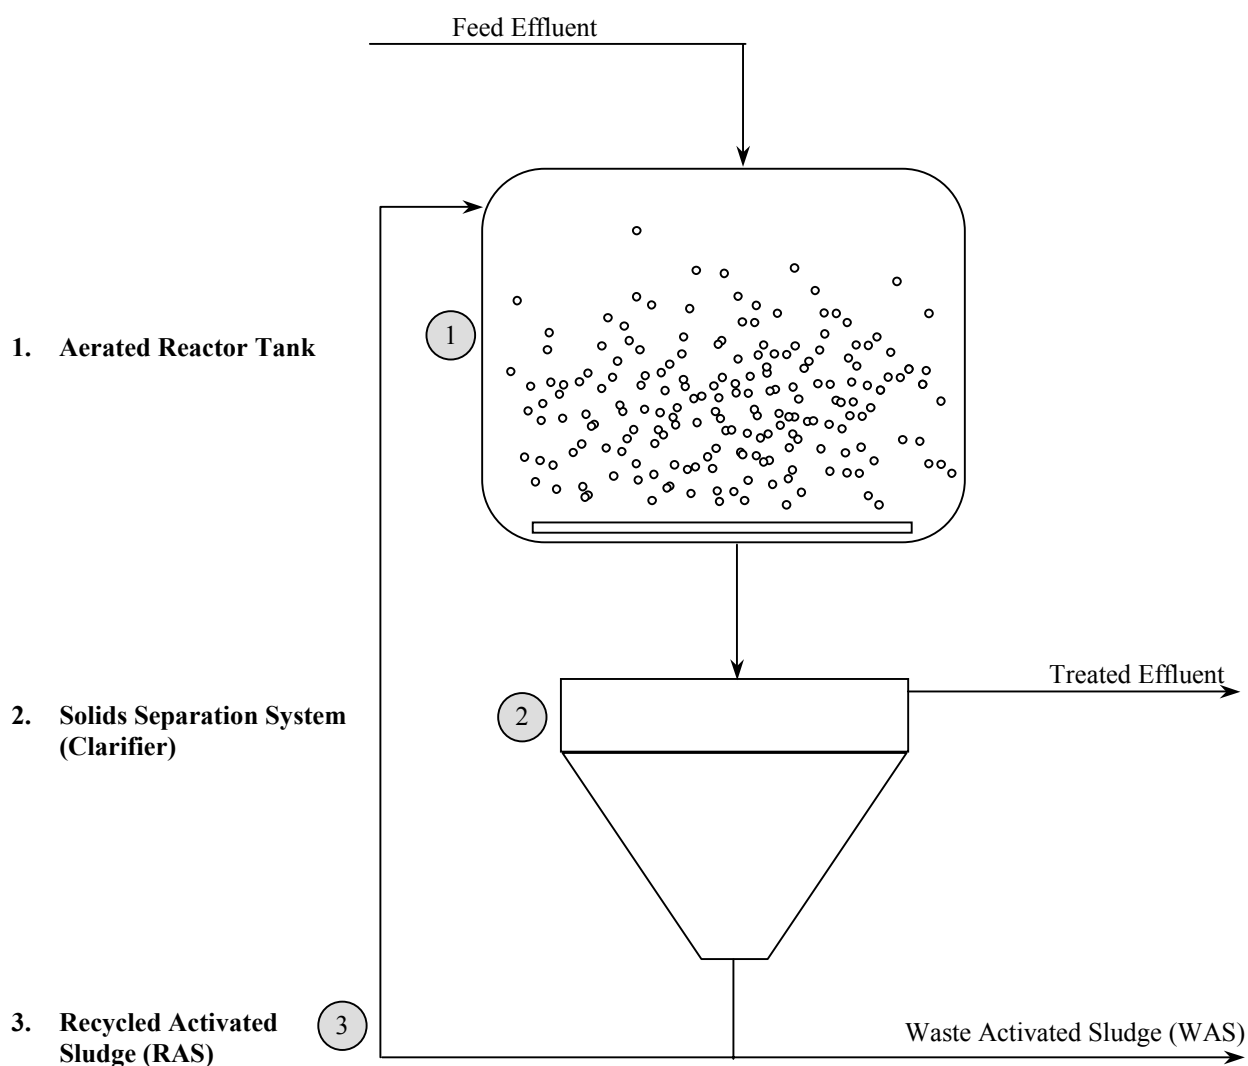 Feed Effluent
1
1. Aerated Reactor Tank
Treated Effluent
2
2. Solids Separation System
(Clarifier)
3
3. Recycled Activated
Sludge (RAS)
Waste Activated Sludge (WAS)